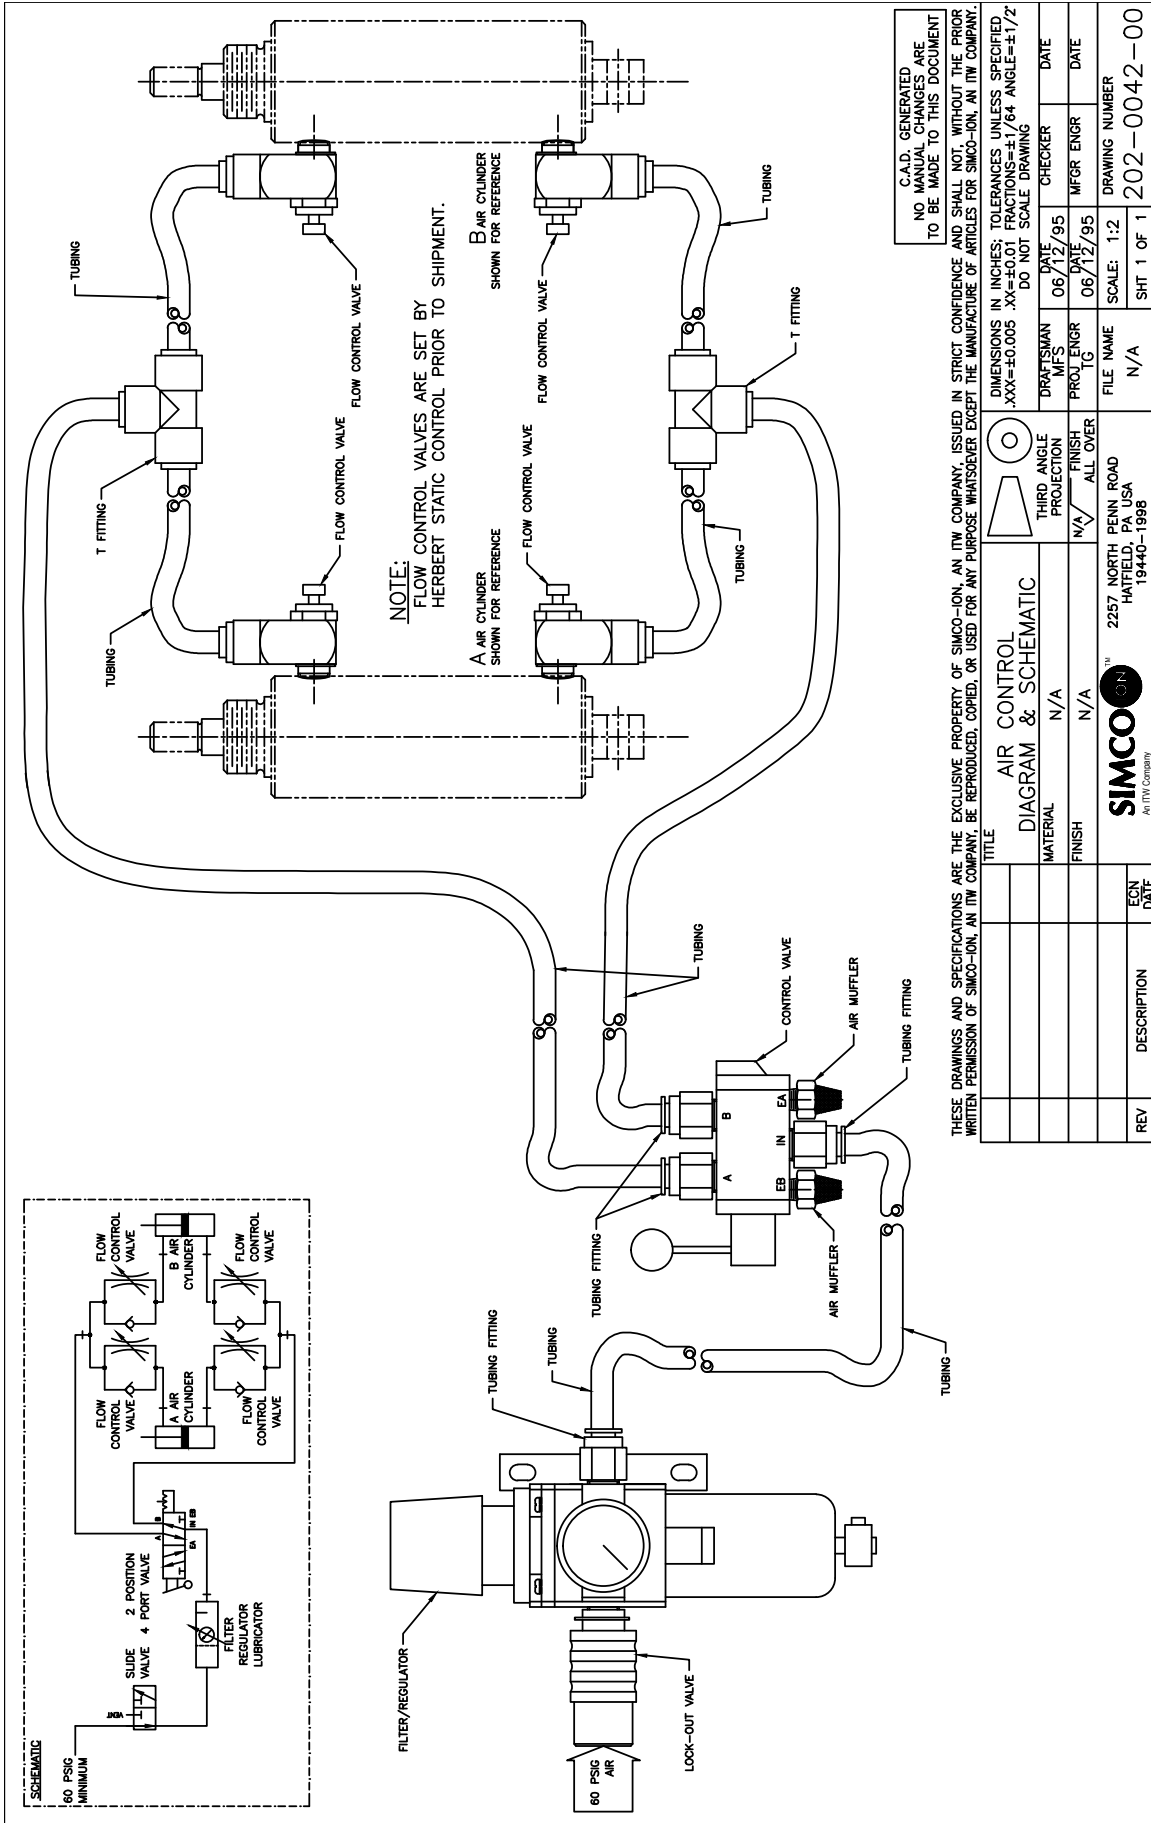 SCHEMATIC
60 PSIG
MINIMUM
VENT
SLIDE
VALVE
2 POSITION
4 PORT VALVE
FILTER
REGULATOR
LUBRICATOR
A
B
EA
IN
EB
FLOW
CONTROL
VALVE
A AIR
CYLINDER
FLOW
CONTROL
VALVE
FLOW
CONTROL
VALVE
B AIR
CYLINDER
FLOW
CONTROL
VALVE
FILTER/REGULATOR
60 PSIG
AIR
LOCK-OUT VALVE
TUBING FITTING
TUBING
TUBING
TUBING FITTING
AIR MUFFLER
A
B
EB
IN
EA
CONTROL VALVE
AIR MUFFLER
TUBING FITTING
TUBING
TUBING
T FITTING
TUBING
FLOW CONTROL VALVE
FLOW CONTROL VALVE
NOTE:
FLOW CONTROL VALVES ARE SET BY
HERBERT STATIC CONTROL PRIOR TO SHIPMENT.
A AIR CYLINDER
SHOWN FOR REFERENCE
B AIR CYLINDER
SHOWN FOR REFERENCE
FLOW CONTROL VALVE
FLOW CONTROL VALVE
TUBING
T FITTING
TUBING
C.A.D. GENERATED
NO MANUAL CHANGES ARE
TO BE MADE TO THIS DOCUMENT
THESE DRAWINGS AND SPECIFICATIONS ARE THE EXCLUSIVE PROPERTY OF SIMCO-ION, AN ITW COMPANY, ISSUED IN STRICT CONFIDENCE AND SHALL NOT, WITHOUT THE PRIOR
WRITTEN PERMISSION OF SIMCO-ION, AN ITW COMPANY, BE REPRODUCED, COPIED, OR USED FOR ANY PURPOSE WHATSOEVER EXCEPT THE MANUFACTURE OF ARTICLES FOR SIMCO-ION, AN ITW COMPANY.
REV
DESCRIPTION
ECN
DATE
TITLE
AIR CONTROL
DIAGRAM & SCHEMATIC
MATERIAL
N/A
FINISH
N/A
THIRD ANGLE
PROJECTION
N/A
FINISH
ALL OVER
DIMENSIONS IN INCHES; TOLERANCES UNLESS SPECIFIED
.XXX=±0.005 .XX=±0.01 FRACTIONS=±1/64 ANGLE=±1/2°
DO NOT SCALE DRAWING
DRAFTSMAN
MFS
DATE
06/12/95
CHECKER
DATE
PROJ ENGR
TG
DATE
06/12/95
MFGR ENGR
DATE
SIMCO ION™
An ITW Company
2257 NORTH PENN ROAD
HATFIELD, PA USA
19440-1998
FILE NAME
N/A
SCALE: 1:2
SHT 1 OF 1
DRAWING NUMBER
202-0042-00